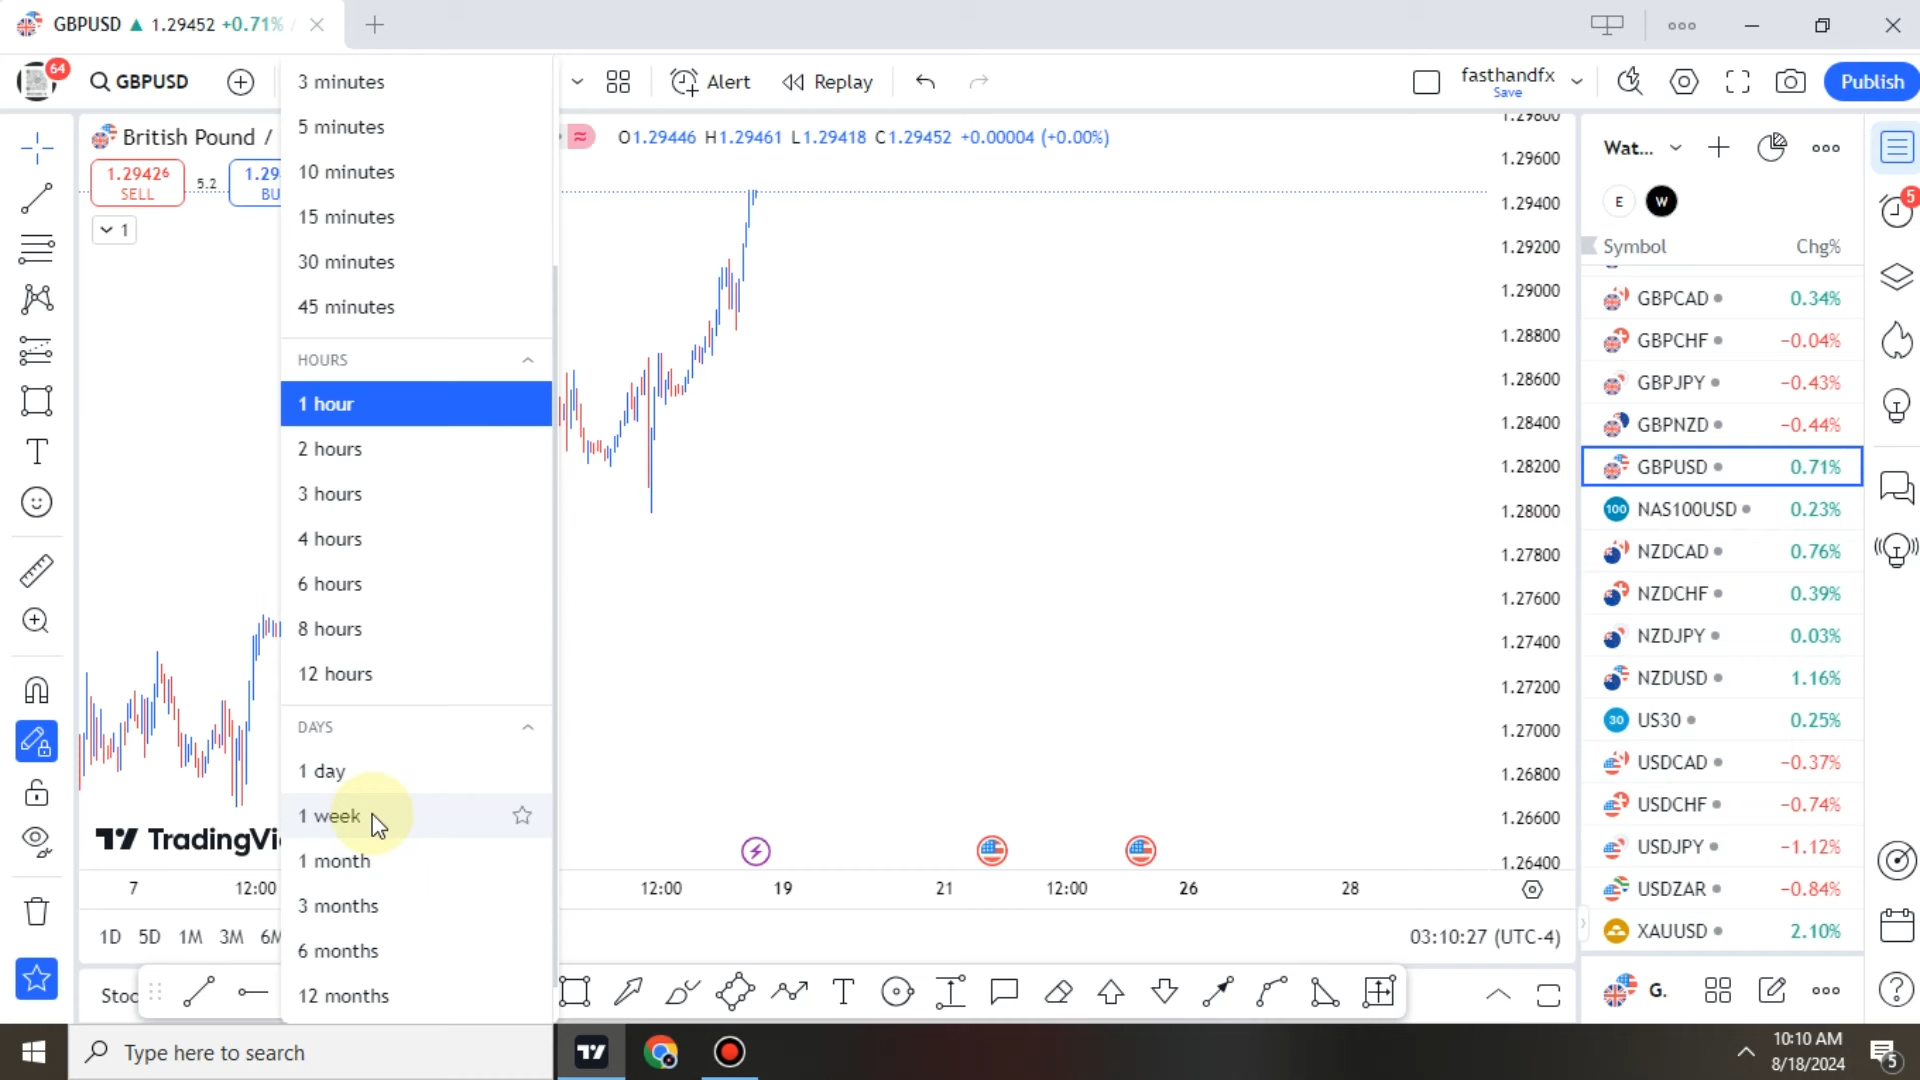 GBPUSD ▲ 1.29452 +0.71% /
64
GBPUSD
Alert
Replay
fasthandfx
Save
Publish
British Pound /
O1.29446 H1.29461 L1.29418 C1.29452 +0.00004 (+0.00%)
1.29426
SELL
5.2
1.29
BU
1
3 minutes
5 minutes
10 minutes
15 minutes
30 minutes
45 minutes
HOURS
1 hour
2 hours
3 hours
4 hours
6 hours
8 hours
12 hours
DAYS
1 day
1 week
1 month
3 months
6 months
12 months
1.29800
1.29600
1.29400
1.29200
1.29000
1.28800
1.28600
1.28400
1.28200
1.28000
1.27800
1.27600
1.27400
1.27200
1.27000
1.26800
1.26600
1.26400
TradingVi
7
12:00
12:00
19
21
12:00
26
28
1D 5D 1M 3M 6M
03:10:27 (UTC-4)
Stoc
Wat...
E
W
5
Symbol Chg%
GBPCAD 0.34%
GBPCHF −0.04%
GBPJPY −0.43%
GBPNZD −0.44%
GBPUSD 0.71%
100 NAS100USD 0.23%
NZDCAD 0.76%
NZDCHF 0.39%
NZDJPY 0.03%
NZDUSD 1.16%
30 US30 0.25%
USDCAD −0.37%
USDCHF −0.74%
USDJPY −1.12%
USDZAR −0.84%
XAUUSD 2.10%
G.
Type here to search
10:10 AM
8/18/2024
5